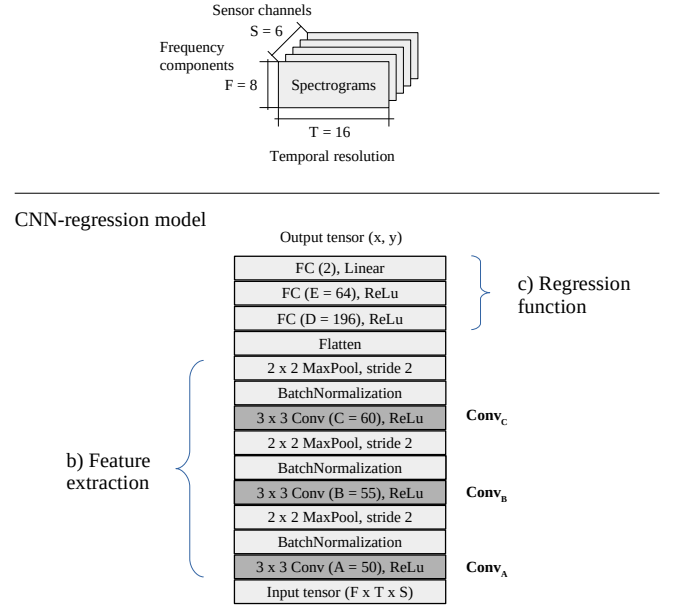 Sensor channels
S = 6
Frequency
components
F = 8
Spectrograms
T = 16
Temporal resolution
CNN-regression model
Output tensor (x, y)
FC (2), Linear
FC (E = 64), ReLu
FC (D = 196), ReLu
c) Regression
function
Flatten
2 x 2 MaxPool, stride 2
BatchNormalization
3 x 3 Conv (C = 60), ReLu
Conv_C
2 x 2 MaxPool, stride 2
b) Feature
extraction
BatchNormalization
3 x 3 Conv (B = 55), ReLu
Conv_B
2 x 2 MaxPool, stride 2
BatchNormalization
3 x 3 Conv (A = 50), ReLu
Conv_A
Input tensor (F x T x S)